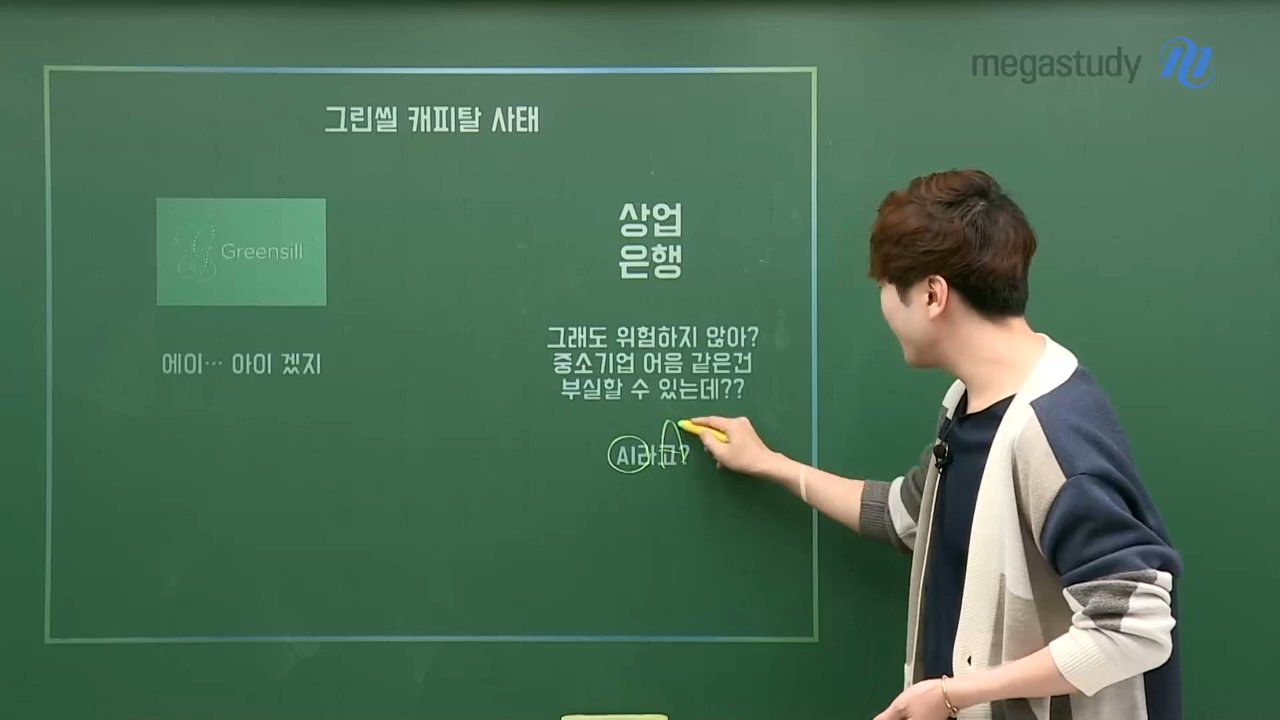 megastudy
그린씰 캐피탈 사태
Greensill
에이… 아이 겠지
상업
은행
그래도 위험하지 않아?
중소기업 어음 같은건
부실할 수 있는데??
AI라고?